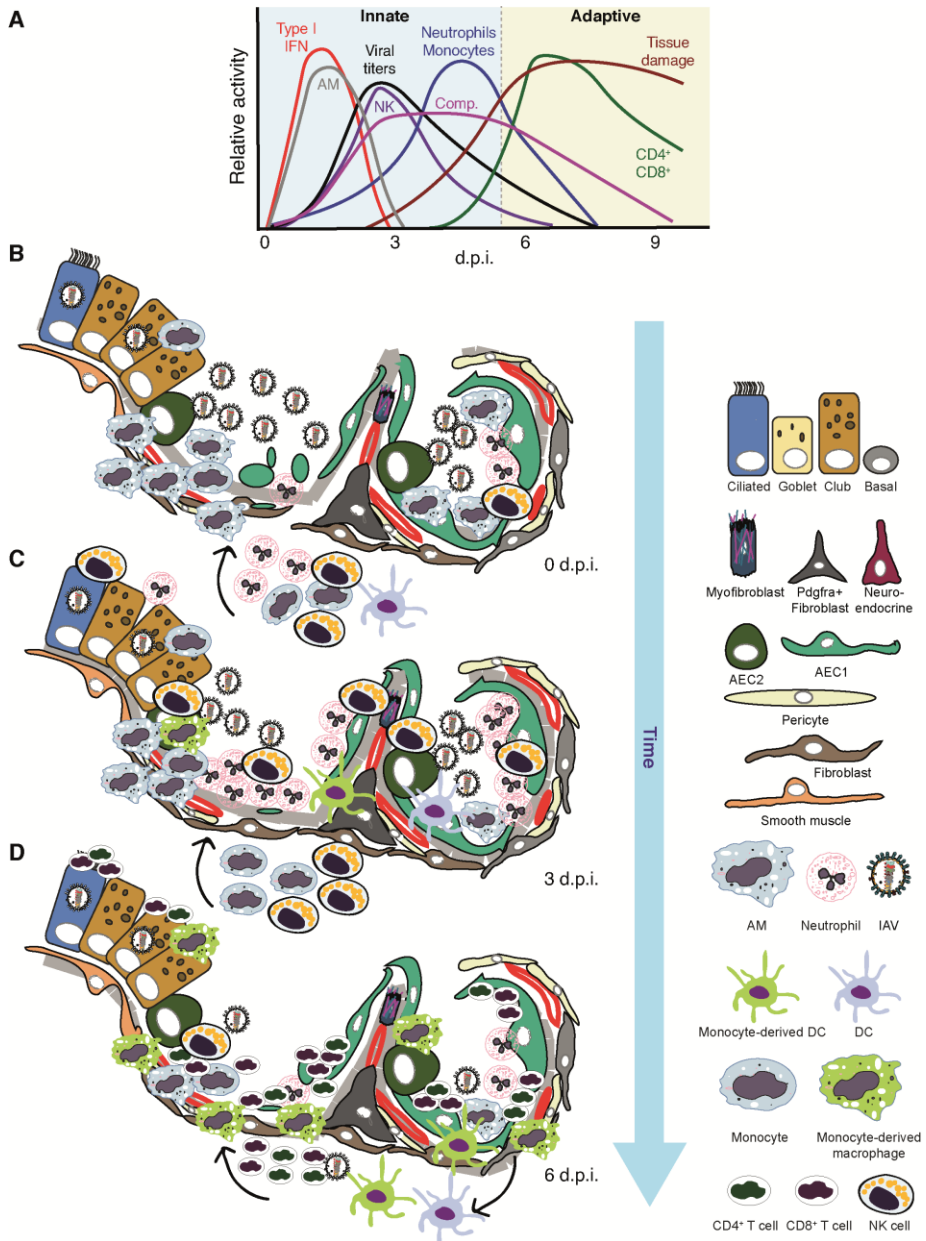 A
Innate
Adaptive
Type I
IFN
AM
Viral
titers
NK
Neutrophils
Monocytes
Comp.
Tissue
damage
CD4+
CD8+
Relative activity
0
3
6
9
d.p.i.
B
0 d.p.i.
C
3 d.p.i.
D
6 d.p.i.
Time
Ciliated
Goblet
Club
Basal
Myofibroblast
Pdgfra+
Fibroblast
Neuro-
endocrine
AEC2
AEC1
Pericyte
Fibroblast
Smooth muscle
AM
Neutrophil
IAV
Monocyte-derived DC
DC
Monocyte
Monocyte-derived
macrophage
CD4+ T cell
CD8+ T cell
NK cell